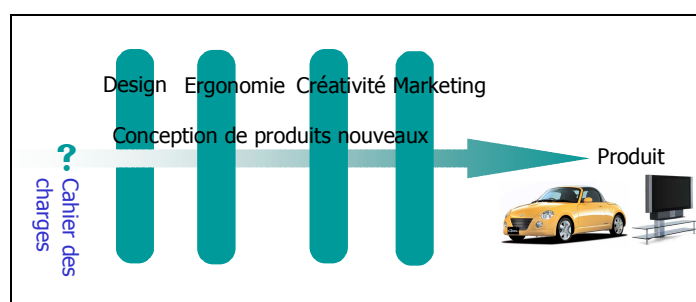 Design Ergonomie Créativité Marketing
Conception de produits nouveaux
?
Cahier des
charges
Produit